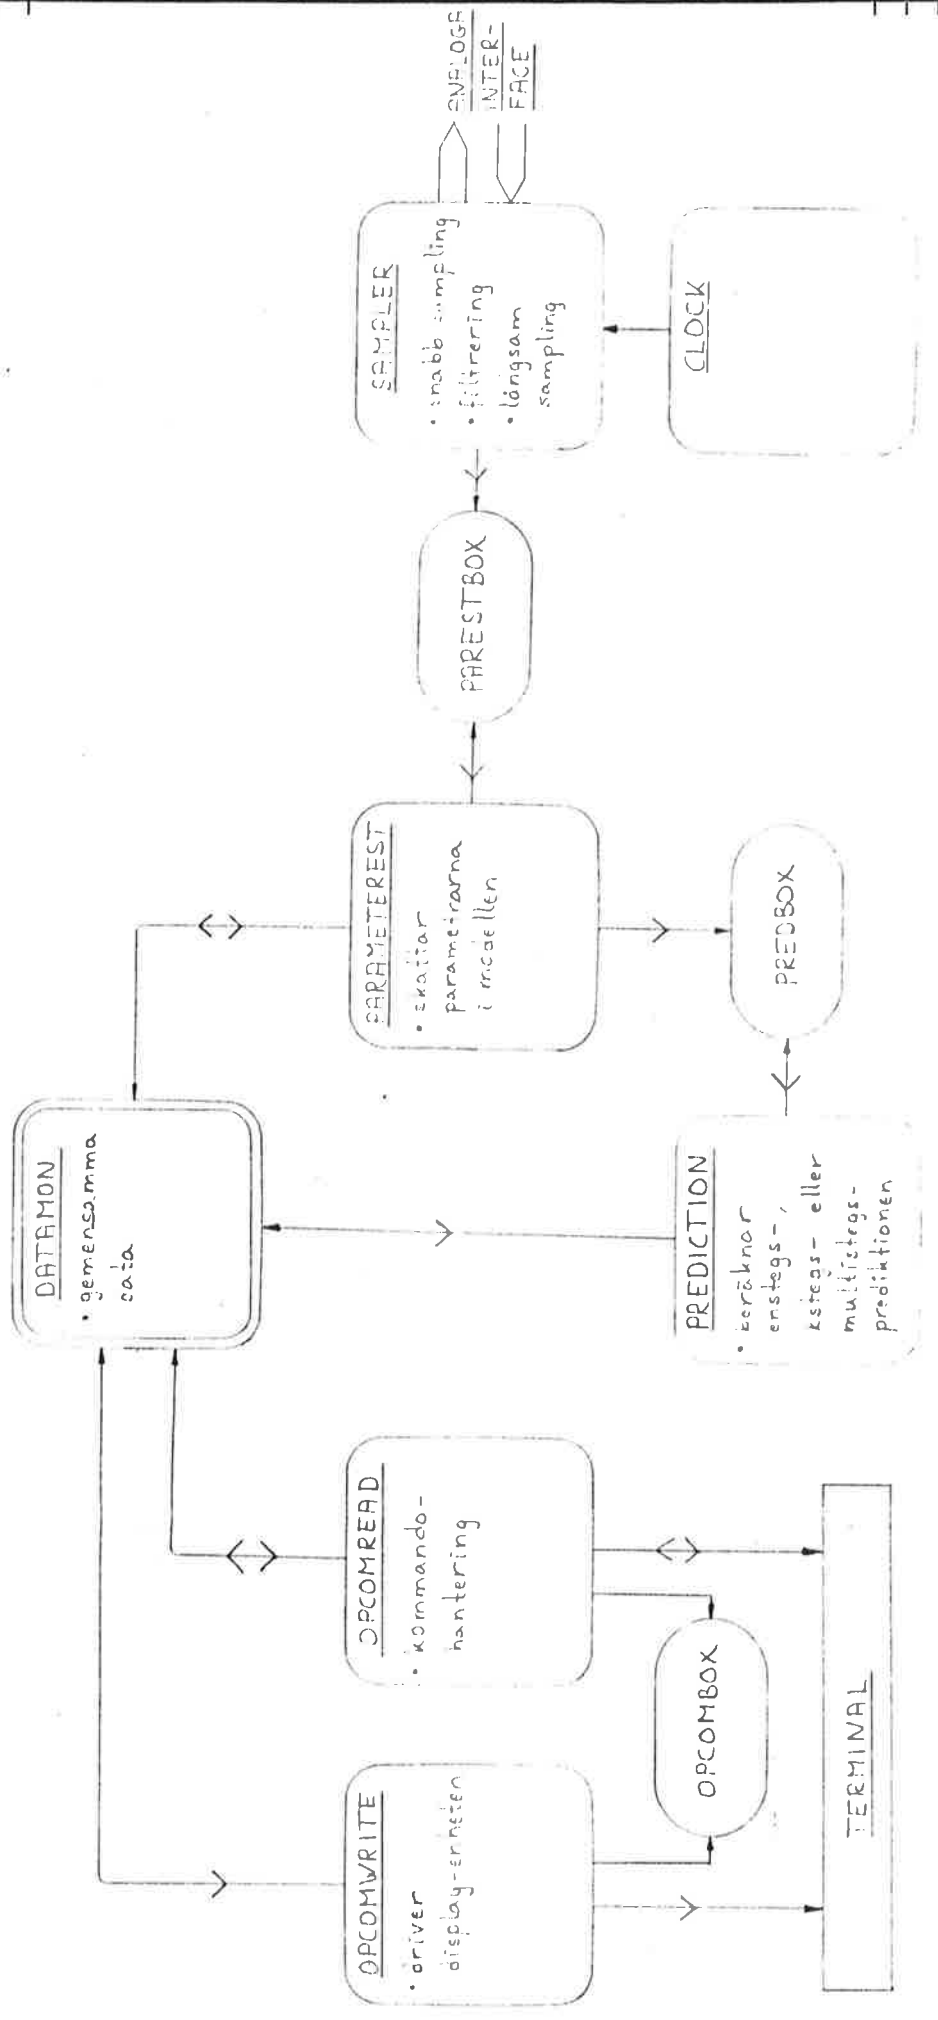 DATAMON
• gemensamma
data
OPCOMWRITE
• driver
display-enheten
OPCOMREAD
• kommando-
hantering
PARAMETEREST
• skattar
parametrarna
i modellen
SAMPLER
• snabb sampling
• filtrering
• långsam
sampling
ANALOGA
INTER-
FACE
PARESTBOX
OPCOMBOX
PREDICTION
• beräknar
enstegs-,
kstegs- eller
multistegs-
prediktionen
PREDBOX
CLOCK
TERMINAL